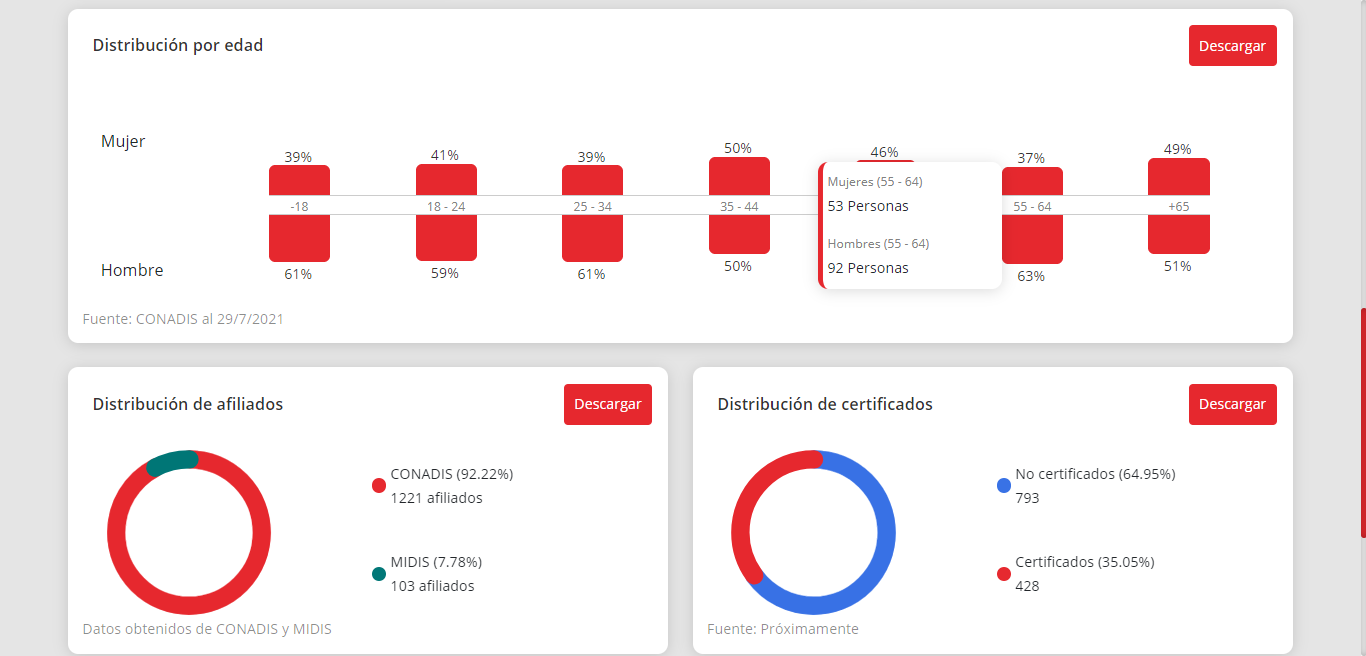 Distribución por edad
Descargar
Mujer
39%
41%
39%
50%
46%
37%
49%
-18
18 - 24
25 - 34
35 - 44
55 - 64
+65
Mujeres (55 - 64)
53 Personas
Hombres (55 - 64)
92 Personas
Hombre
61%
59%
61%
50%
63%
51%
Fuente: CONADIS al 29/7/2021
Distribución de afiliados
Descargar
CONADIS (92.22%)
1221 afiliados
MIDIS (7.78%)
103 afiliados
Datos obtenidos de CONADIS y MIDIS
Distribución de certificados
Descargar
No certificados (64.95%)
793
Certificados (35.05%)
428
Fuente: Próximamente